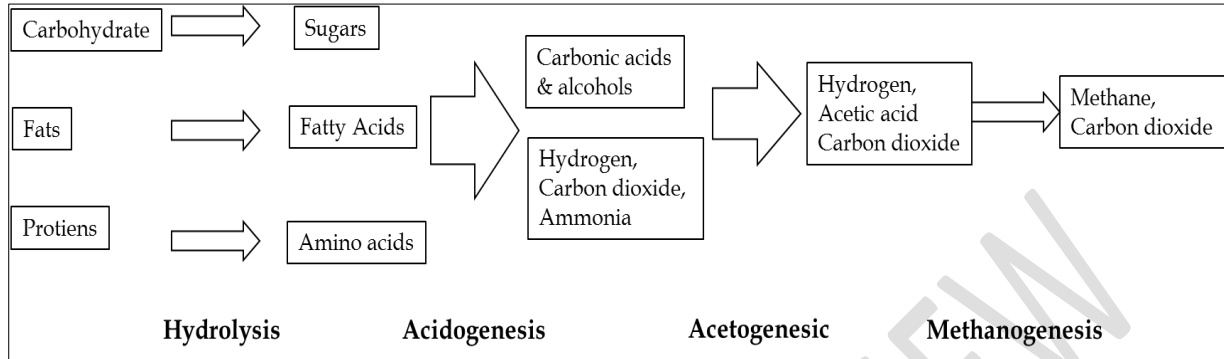 Carbohydrate
Sugars
Fats
Fatty Acids
Protiens
Amino acids
Carbonic acids
& alcohols
Hydrogen,
Carbon dioxide,
Ammonia
Hydrogen,
Acetic acid
Carbon dioxide
Methane,
Carbon dioxide
Hydrolysis
Acidogenesis
Acetogenesic
Methanogenesis
EW